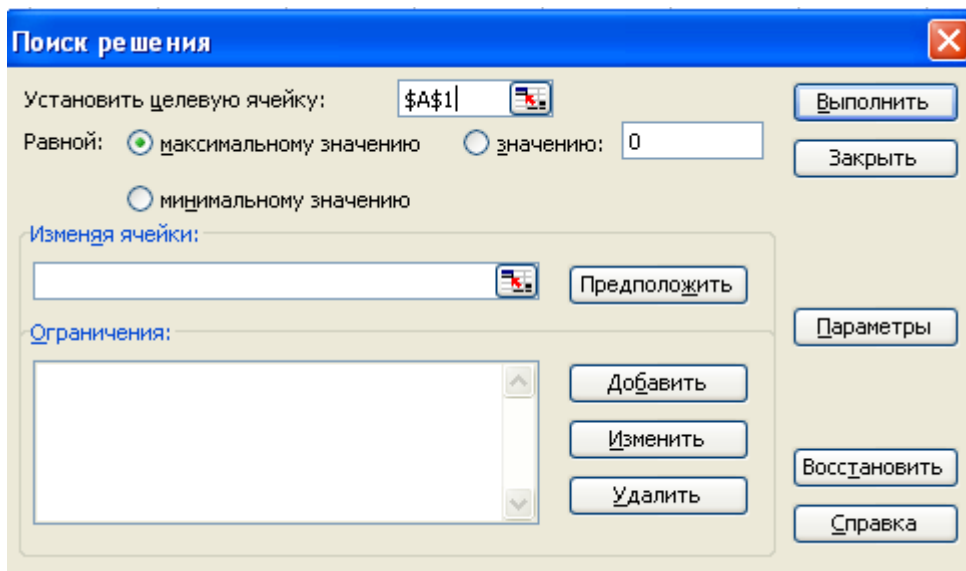 Поиск решения
Установить целевую ячейку: $A$1
Выполнить
Равной: максимальному значению значению: 0
Закрыть
минимальному значению
Изменяя ячейки:
Предположить
Параметры
Ограничения:
Добавить
Изменить
Восстановить
Удалить
Справка